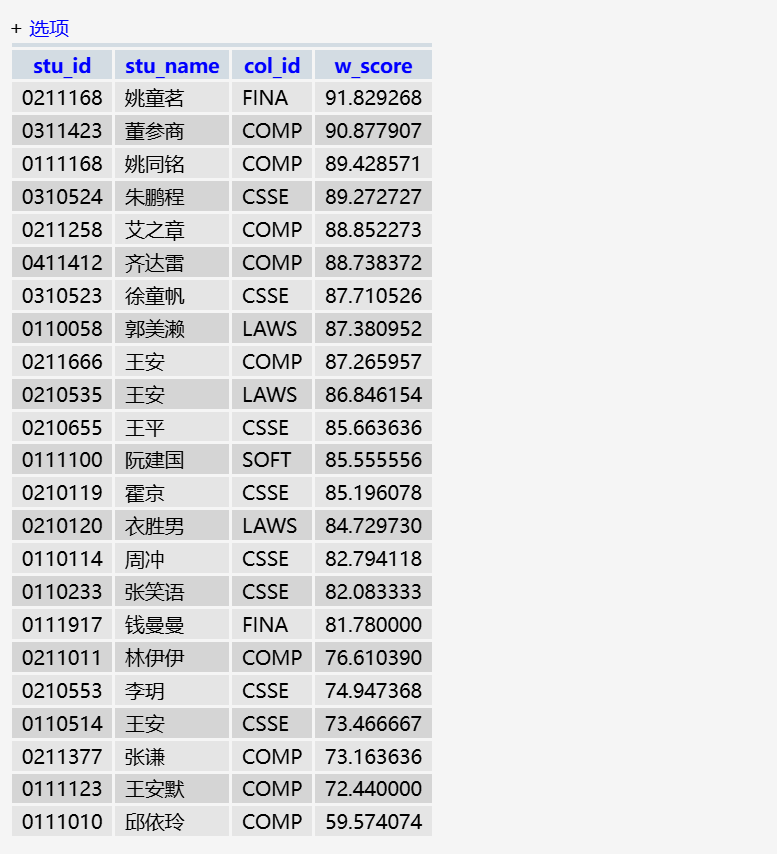 + 选项
stu_id stu_name col_id w_score
0211168 姚童茗 FINA 91.829268
0311423 董参商 COMP 90.877907
0111168 姚同铭 COMP 89.428571
0310524 朱鹏程 CSSE 89.272727
0211258 艾之章 COMP 88.852273
0411412 齐达雷 COMP 88.738372
0310523 徐童帆 CSSE 87.710526
0110058 郭美濑 LAWS 87.380952
0211666 王安 COMP 87.265957
0210535 王安 LAWS 86.846154
0210655 王平 CSSE 85.663636
0111100 阮建国 SOFT 85.555556
0210119 霍京 CSSE 85.196078
0210120 衣胜男 LAWS 84.729730
0110114 周冲 CSSE 82.794118
0110233 张笑语 CSSE 82.083333
0111917 钱曼曼 FINA 81.780000
0211011 林伊伊 COMP 76.610390
0210553 李玥 CSSE 74.947368
0110514 王安 CSSE 73.466667
0211377 张谦 COMP 73.163636
0111123 王安默 COMP 72.440000
0111010 邱依玲 COMP 59.574074